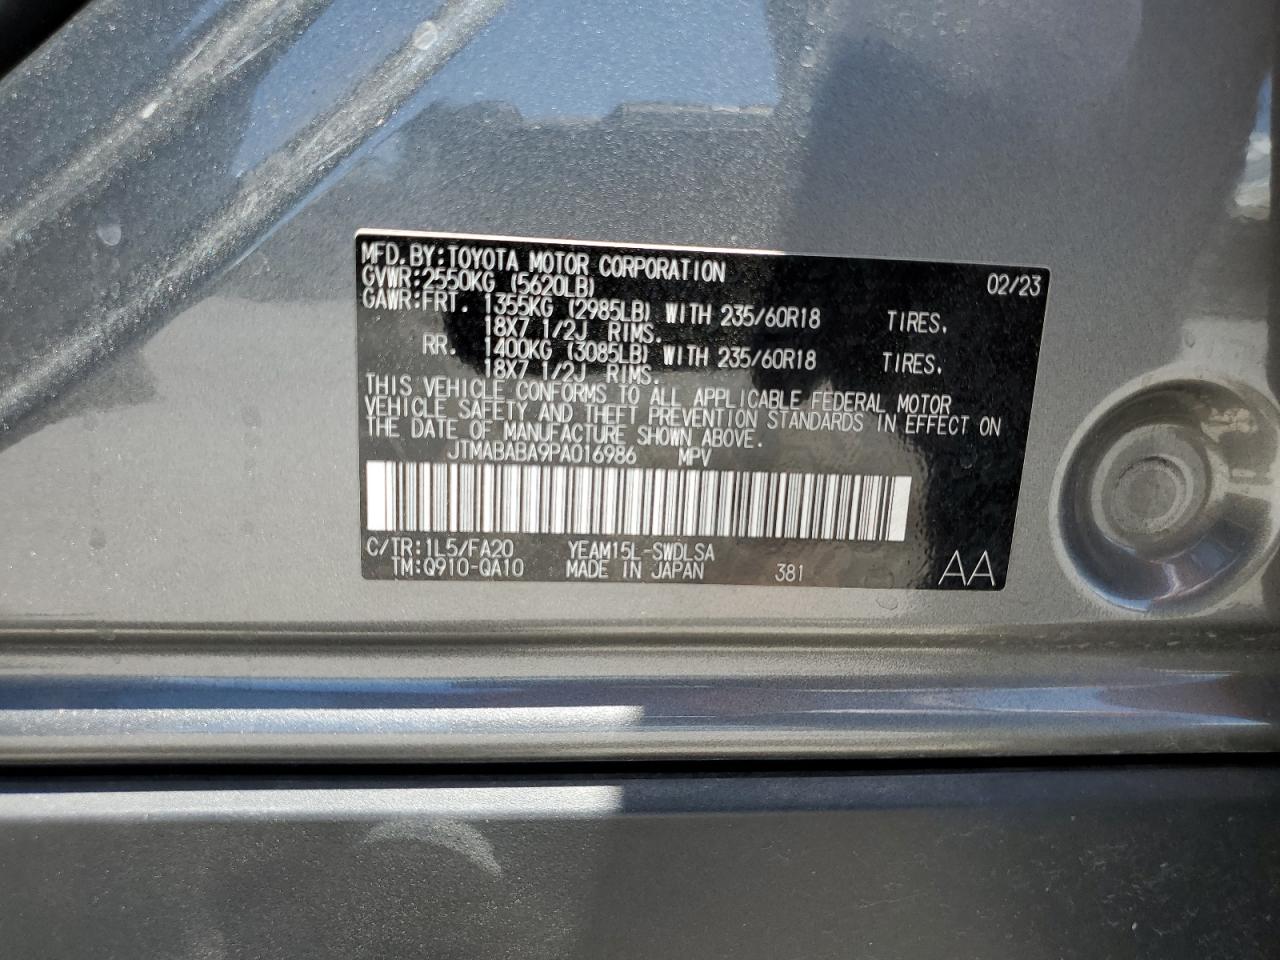 MFD.BY:TOYOTA MOTOR CORPORATION 02/23
GVWR:2550KG (5620LB)
GAWR:FRT. 1355KG (2985LB) WITH 235/60R18 TIRES.
18X7 1/2J RIMS.
RR. 1400KG (3085LB) WITH 235/60R18 TIRES.
18X7 1/2J RIMS.
THIS VEHICLE CONFORMS TO ALL APPLICABLE FEDERAL MOTOR
VEHICLE SAFETY AND THEFT PREVENTION STANDARDS IN EFFECT ON
THE DATE OF MANUFACTURE SHOWN ABOVE.
JTMABABA9PA016986 MPV
C/TR:1L5/FA20 YEAM15L-SWDLSA
TM:Q910-QA10 MADE IN JAPAN 381 AA